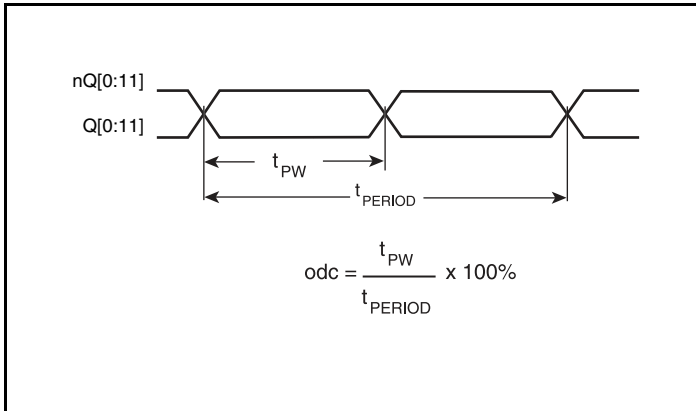 nQ[0:11]
Q[0:11]
tPW
tPERIOD
odc = tPW / tPERIOD x 100%